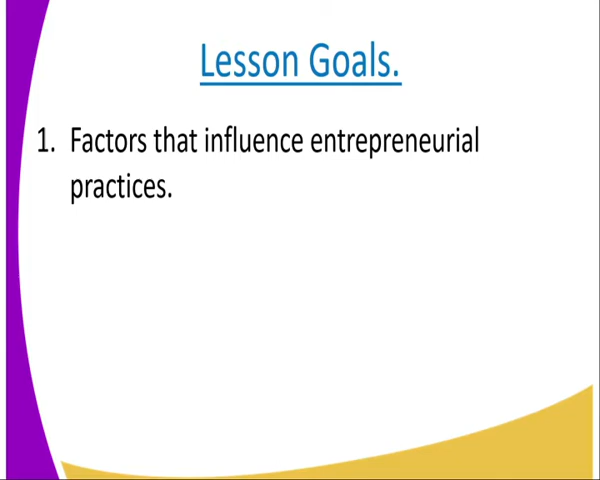 Lesson Goals.
1. Factors that influence entrepreneurial
practices.